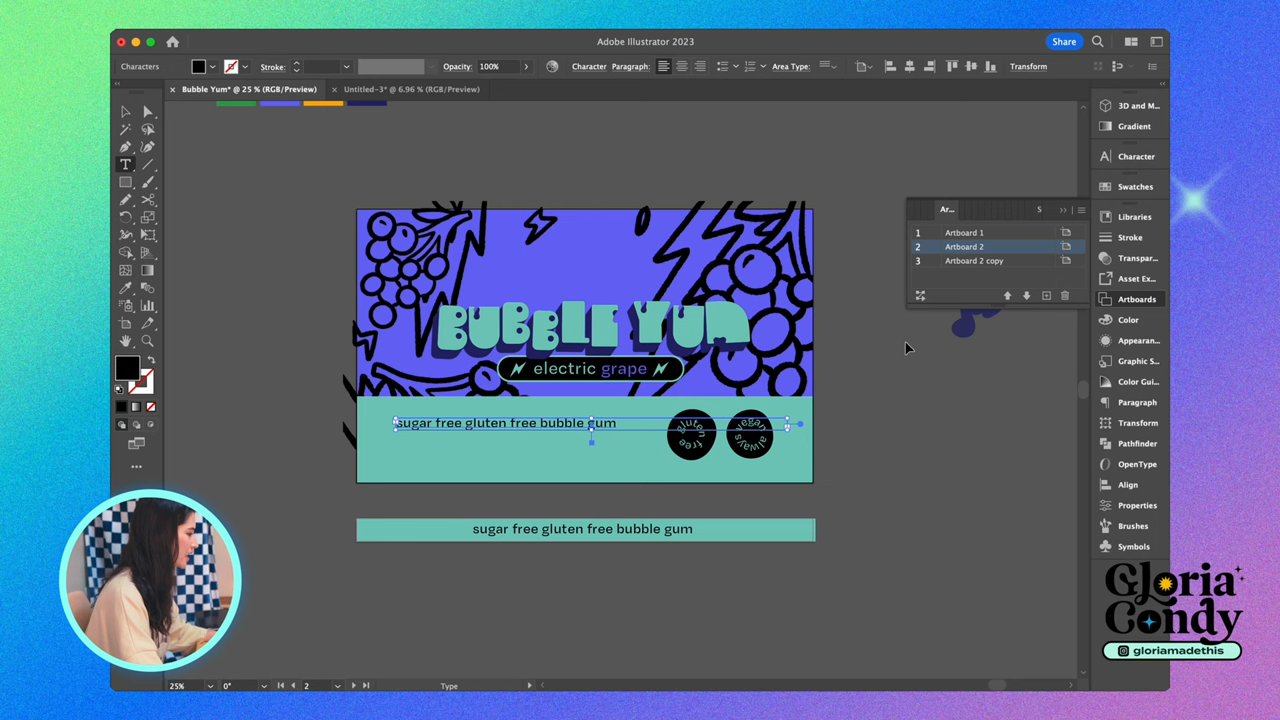 Adobe Illustrator 2023
Share
Characters
Stroke:
Opacity: 100%
Character
Paragraph:
Area Type:
Transform
× Bubble Yum* @ 25 % (RGB/Preview)
× Untitled-3* @ 6.96 % (RGB/Preview)
3D and M...
Gradient
Character
Swatches
Libraries
Stroke
Transpar...
Asset Ex...
Artboards
Color
Appearan...
Graphic S...
Color Gui...
Paragraph
Transform
Pathfinder
OpenType
Align
Properties
Brushes
Symbols
Ar...
5
1 Artboard 1
2 Artboard 2
3 Artboard 2 copy
BUBBLE YUM
electric grape
sugar free gluten free bubble gum
gluten free
vegan always
sugar free gluten free bubble gum
25%
0°
2
Type
Gloria
Condy
gloriamadethis